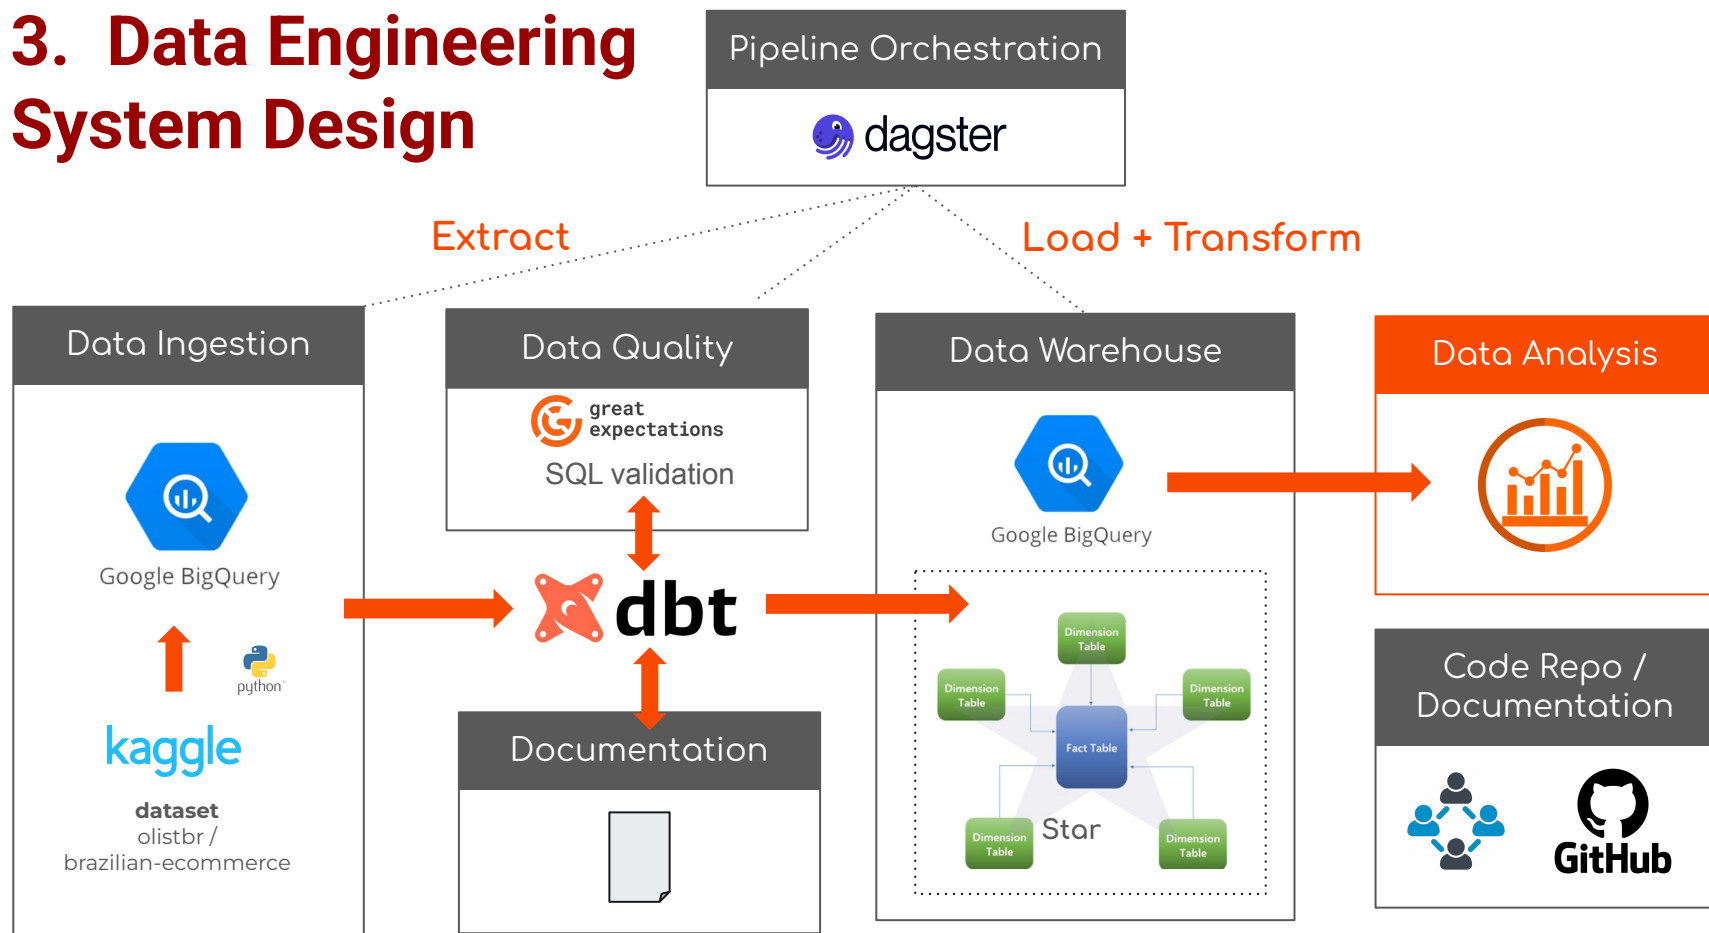 3. Data Engineering
System Design
Pipeline Orchestration
dagster
Extract
Load + Transform
Data Ingestion
Google BigQuery
python™
kaggle
dataset
olistbr /
brazilian-ecommerce
Data Quality
great
expectations
SQL validation
dbt
Documentation
Data Warehouse
Google BigQuery
Dimension
Table
Dimension
Table
Dimension
Table
Fact Table
Star
Dimension
Table
Dimension
Table
Data Analysis
Code Repo /
Documentation
GitHub